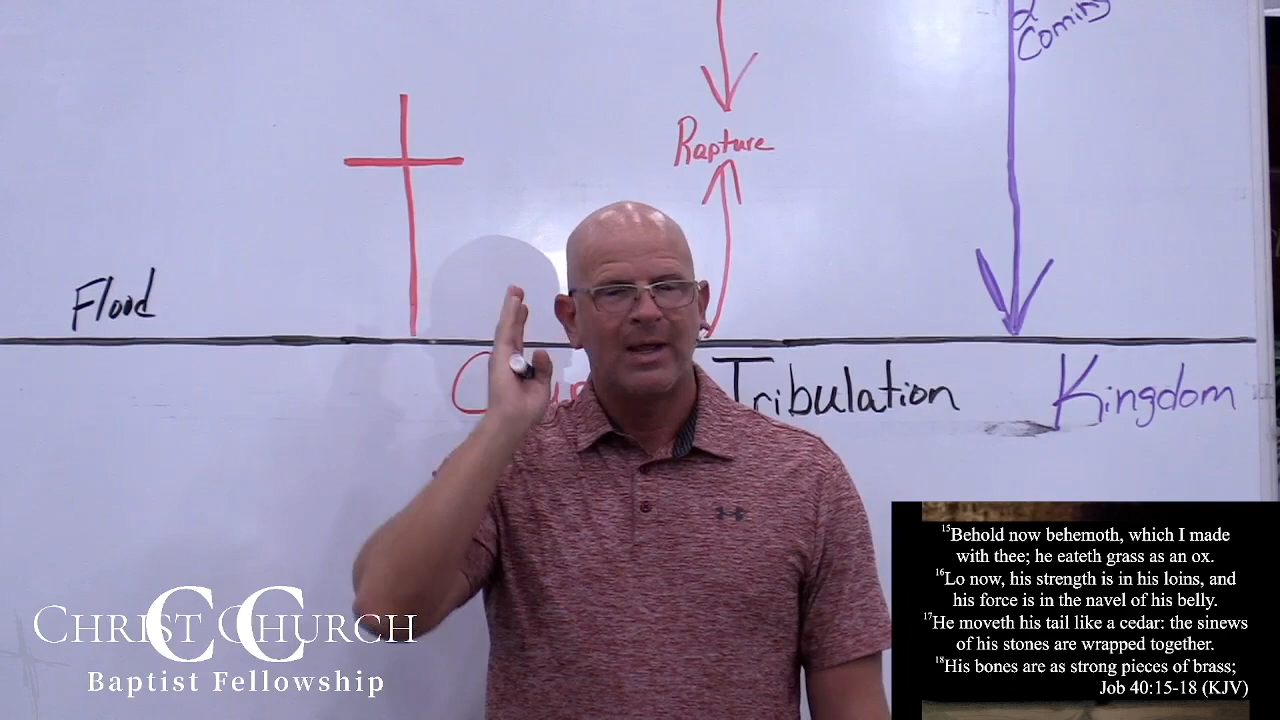 2nd
Coming
Rapture
Flood
Tribulation
Kingdom
15Behold now behemoth, which I made
with thee; he eateth grass as an ox.
16Lo now, his strength is in his loins, and
his force is in the navel of his belly.
17He moveth his tail like a cedar: the sinews
of his stones are wrapped together.
18His bones are as strong pieces of brass;
Job 40:15-18 (KJV)
CC
CHRIST CHURCH
Baptist Fellowship